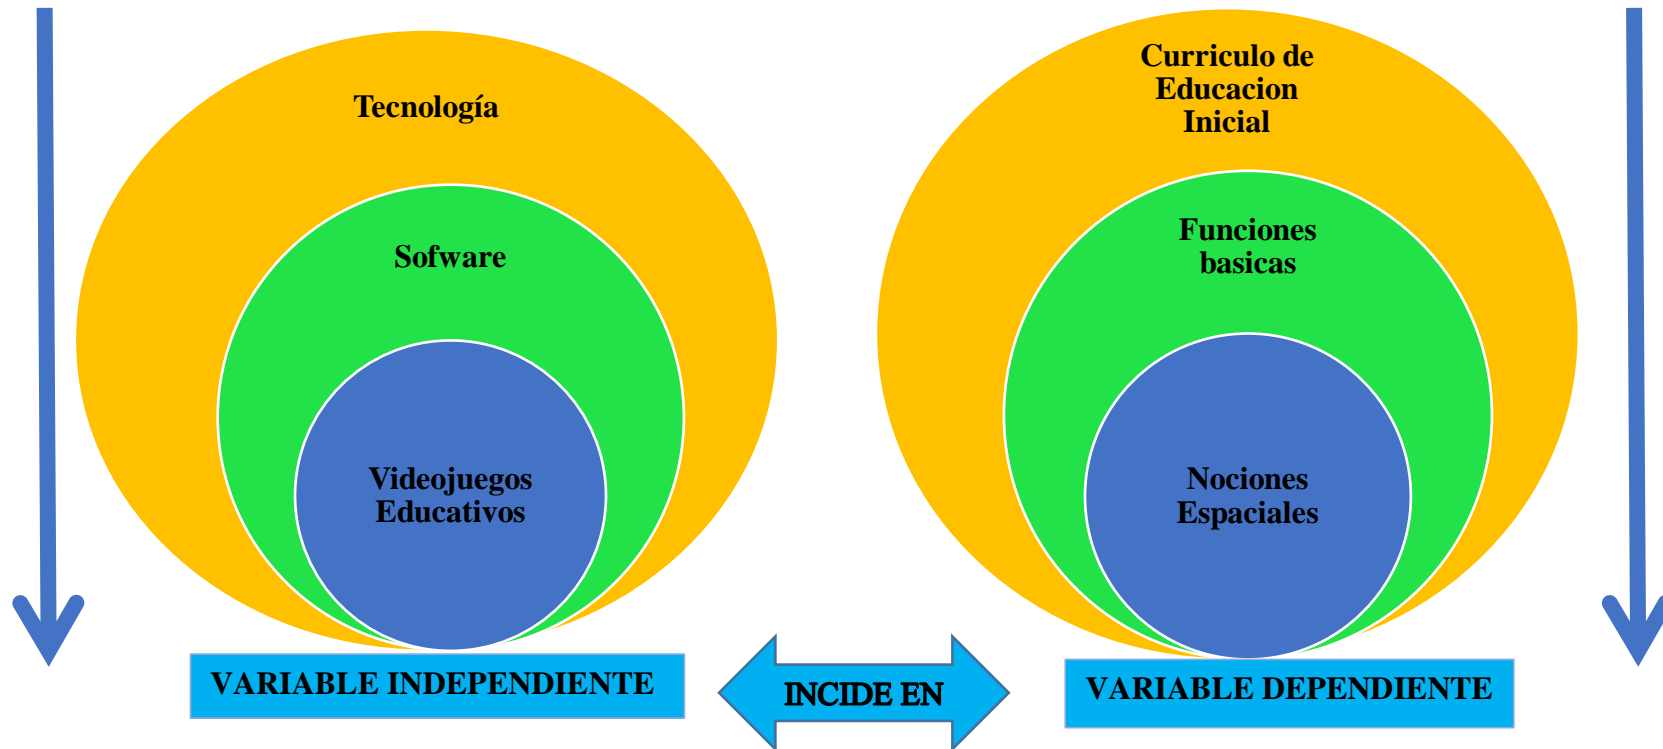 Tecnología
Sofware
Videojuegos
Educativos
VARIABLE INDEPENDIENTE
INCIDE EN
Curriculo de
Educacion
Inicial
Funciones
basicas
Nociones
Espaciales
VARIABLE DEPENDIENTE